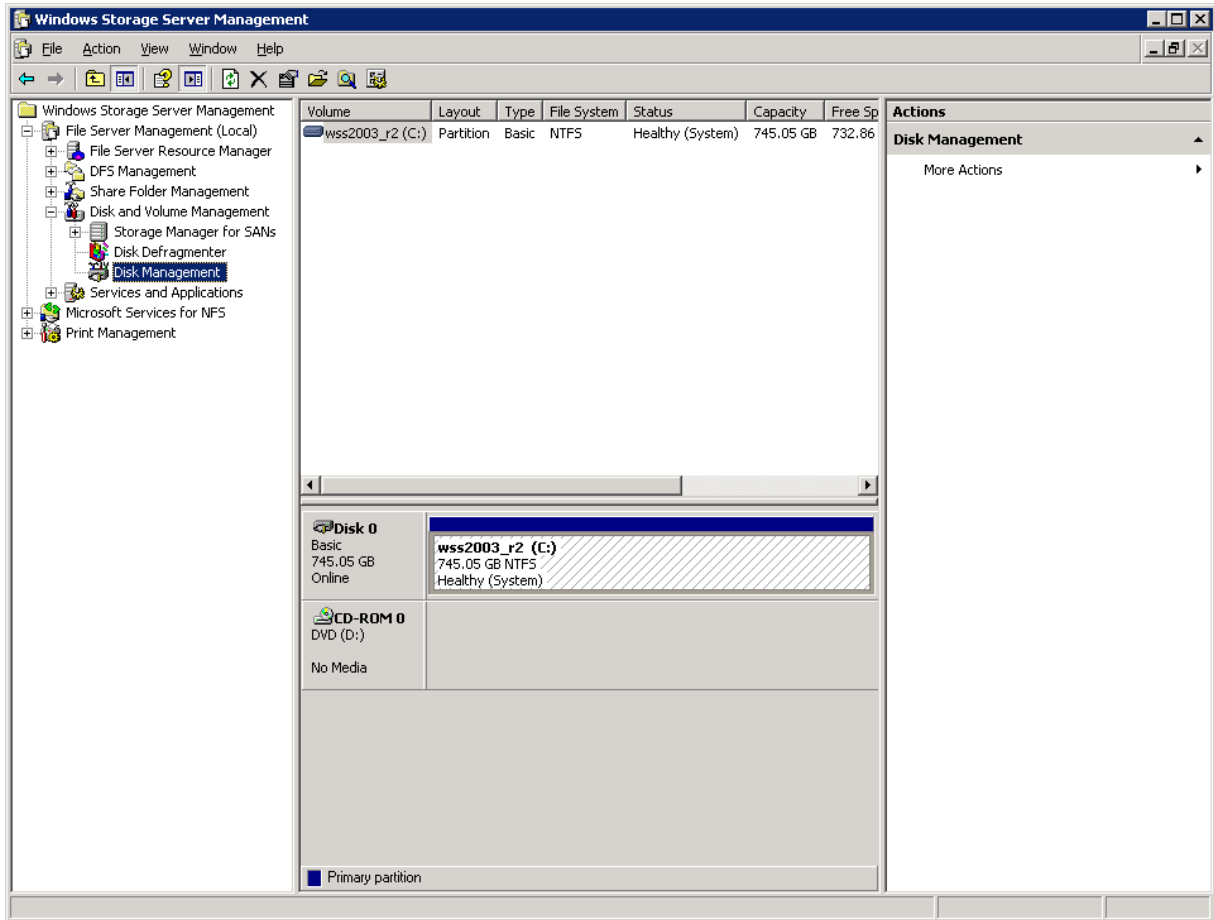 Windows Storage Server Management
File Action View Window Help
Windows Storage Server Management
File Server Management (Local)
File Server Resource Manager
DFS Management
Share Folder Management
Disk and Volume Management
Storage Manager for SANs
Disk Defragmenter
Disk Management
Services and Applications
Microsoft Services for NFS
Print Management
Volume Layout Type File System Status Capacity Free Sp
wss2003_r2 (C:) Partition Basic NTFS Healthy (System) 745.05 GB 732.86
Disk 0
Basic
745.05 GB
Online
wss2003_r2 (C:)
745.05 GB NTFS
Healthy (System)
CD-ROM 0
DVD (D:)
No Media
Primary partition
Actions
Disk Management
More Actions